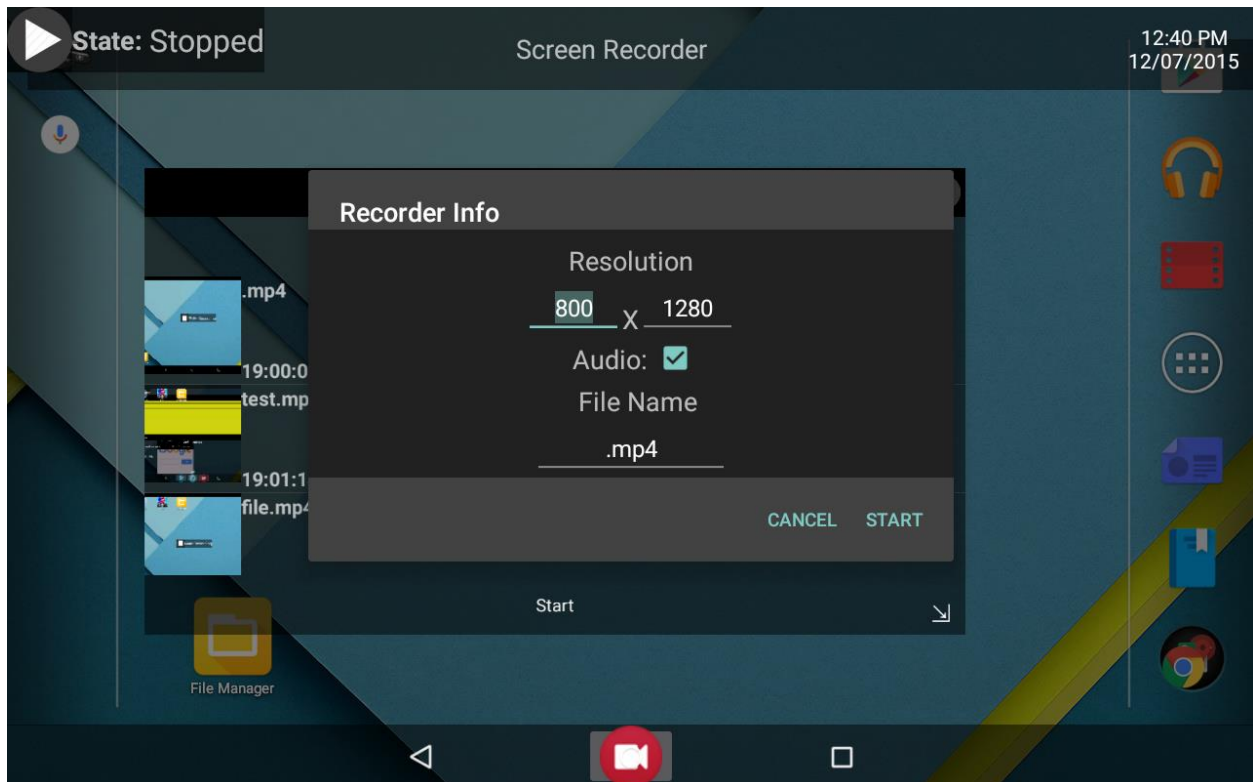 State: Stopped
Screen Recorder
12:40 PM
12/07/2015
Recorder Info
Resolution
800 X 1280
Audio:
File Name
.mp4
CANCEL START
.mp4
19:00:0
test.mp
19:01:1
file.mp4
Start
File Manager